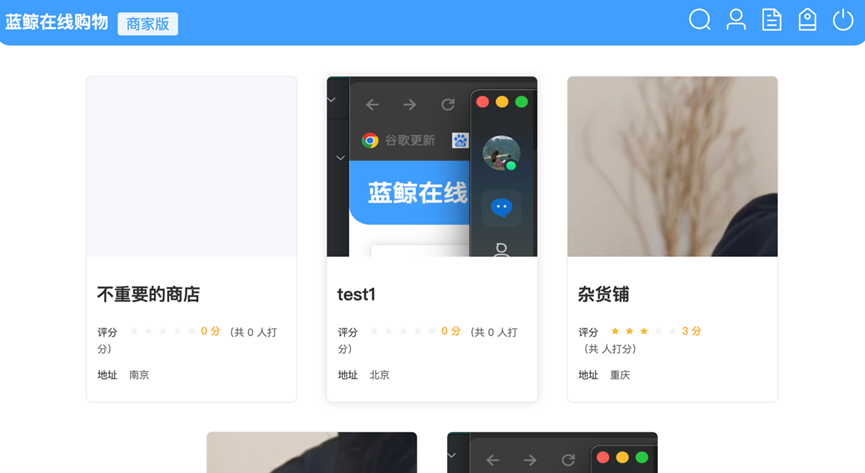 蓝鲸在线购物 商家版
谷歌更新
蓝鲸在线
不重要的商店
评分 0 分 (共 0 人打
分)
地址 南京
test1
评分 0 分 (共 0 人打
分)
地址 北京
杂货铺
评分 3 分
(共 人打分)
地址 重庆